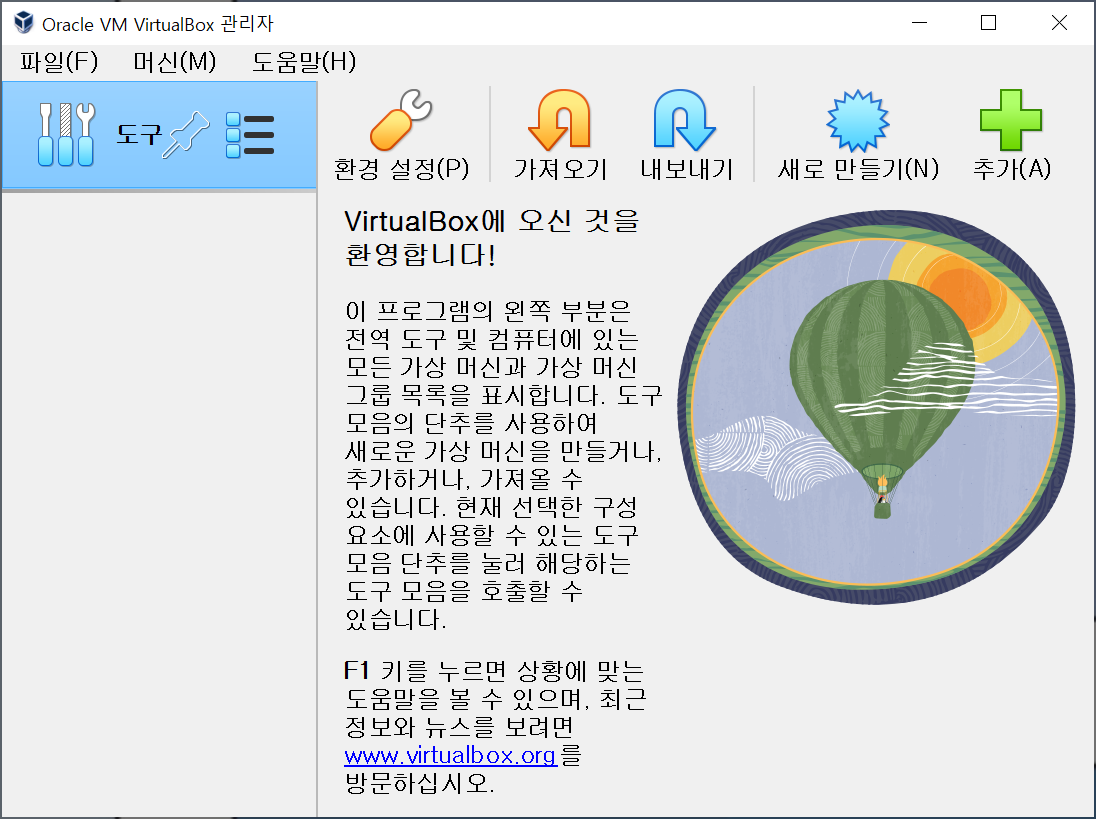 Oracle VM VirtualBox 관리자
파일(F) 머신(M) 도움말(H)
도구
환경 설정(P) 가져오기 내보내기 새로 만들기(N) 추가(A)
VirtualBox에 오신 것을
환영합니다!
이 프로그램의 왼쪽 부분은
전역 도구 및 컴퓨터에 있는
모든 가상 머신과 가상 머신
그룹 목록을 표시합니다. 도구
모음의 단추를 사용하여
새로운 가상 머신을 만들거나,
추가하거나, 가져올 수
있습니다. 현재 선택한 구성
요소에 사용할 수 있는 도구
모음 단추를 눌러 해당하는
도구 모음을 호출할 수
있습니다.
F1 키를 누르면 상황에 맞는
도움말을 볼 수 있으며, 최근
정보와 뉴스를 보려면
www.virtualbox.org를
방문하십시오.